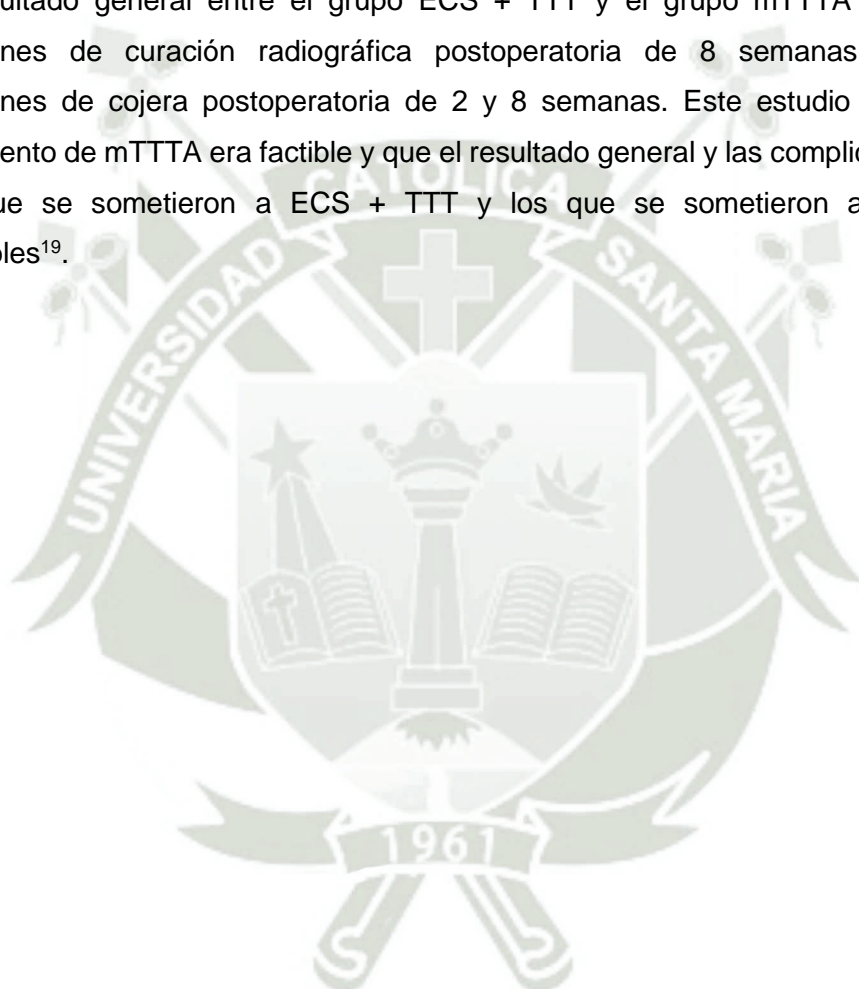 ultado general entre el grupo ECS + TTT y el grupo mTTTA
nes de curación radiográfica postoperatoria de 8 semanas
nes de cojera postoperatoria de 2 y 8 semanas. Este estudio
ento de mTTTA era factible y que el resultado general y las complic
ue se sometieron a ECS + TTT y los que se sometieron a
les¹⁹.
UNIVERSIDAD CATOLICA SANTA MARIA
1961